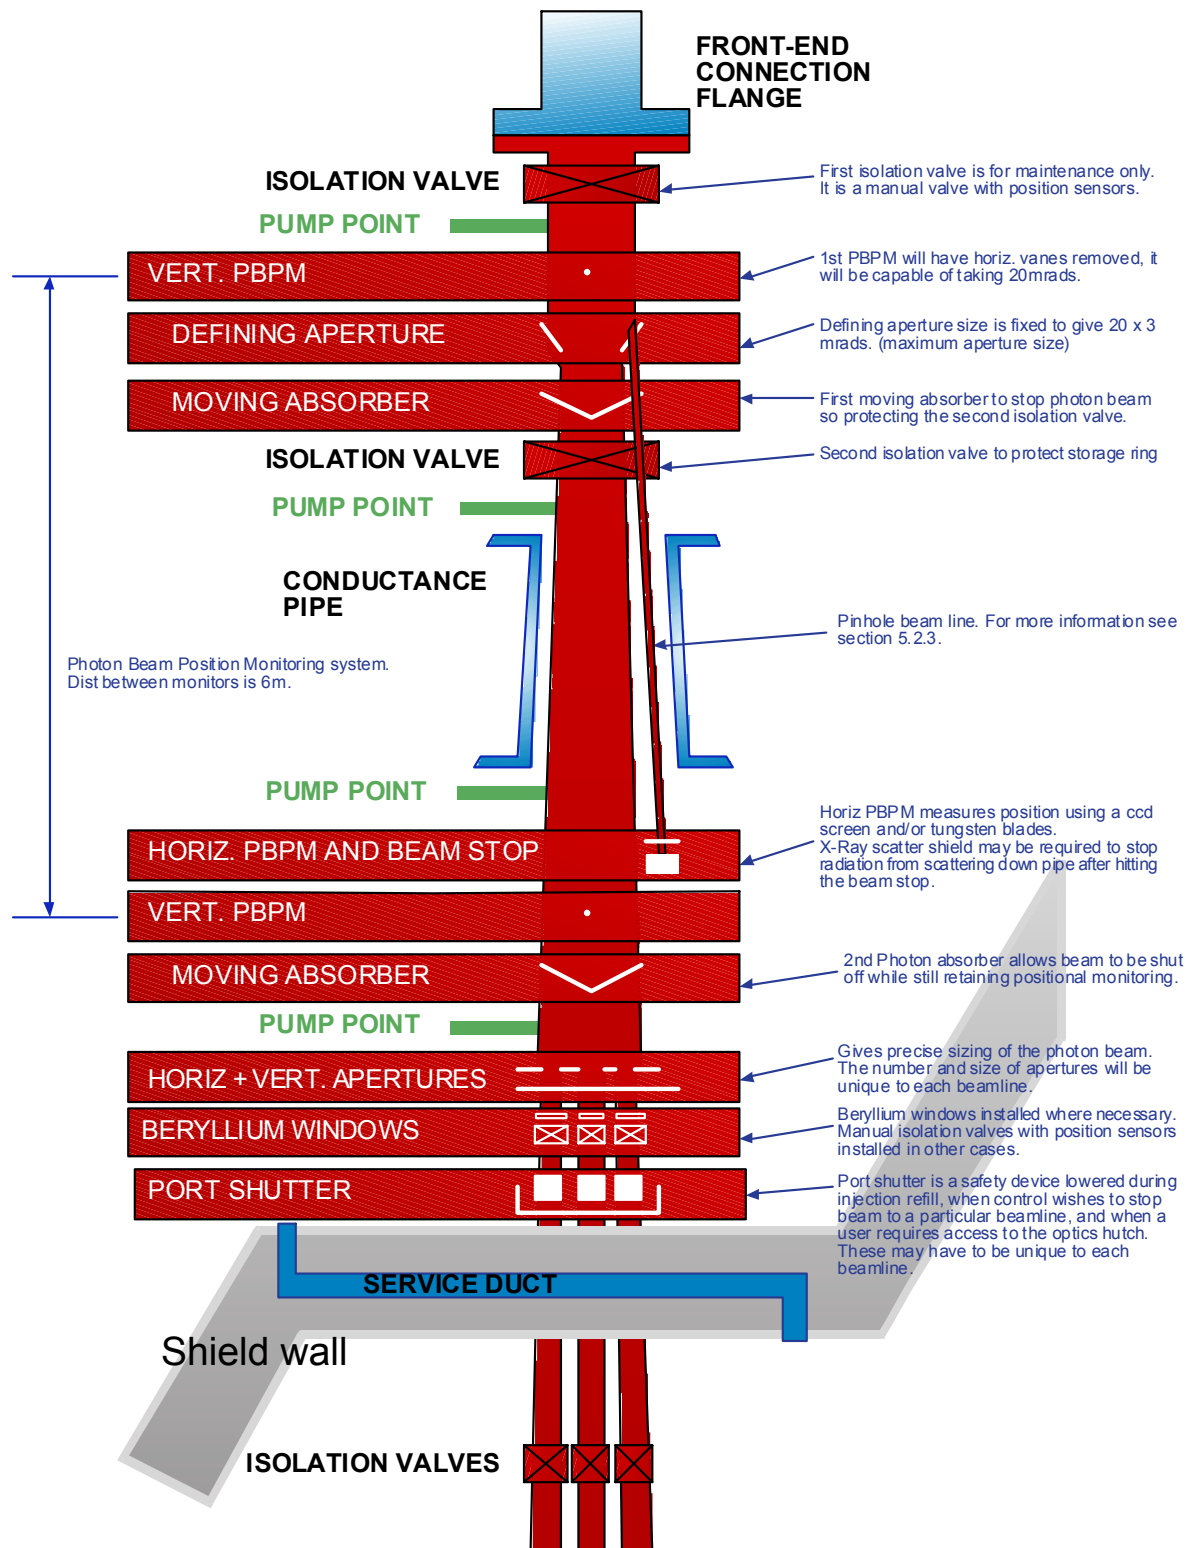 FRONT-END
CONNECTION
FLANGE
ISOLATION VALVE
First isolation valve is for maintenance only.
It is a manual valve with position sensors.
PUMP POINT
VERT. PBPM
1st PBPM will have horiz. vanes removed, it
will be capable of taking 20mrads.
DEFINING APERTURE
Defining aperture size is fixed to give 20 x 3
mrads. (maximum aperture size)
MOVING ABSORBER
First moving absorber to stop photon beam
so protecting the second isolation valve.
ISOLATION VALVE
Second isolation valve to protect storage ring
PUMP POINT
CONDUCTANCE
PIPE
Pinhole beam line. For more information see
section 5.2.3.
Photon Beam Position Monitoring system.
Dist between monitors is 6m.
PUMP POINT
HORIZ. PBPM AND BEAM STOP
Horiz PBPM measures position using a ccd
screen and/or tungsten blades.
X-Ray scatter shield may be required to stop
radiation from scattering down pipe after hitting
the beam stop.
VERT. PBPM
MOVING ABSORBER
2nd Photon absorber allows beam to be shut
off while still retaining positional monitoring.
PUMP POINT
HORIZ + VERT. APERTURES
Gives precise sizing of the photon beam.
The number and size of apertures will be
unique to each beamline.
BERYLLIUM WINDOWS
Beryllium windows installed where necessary.
Manual isolation valves with position sensors
installed in other cases.
PORT SHUTTER
Port shutter is a safety device lowered during
injection refill, when control wishes to stop
beam to a particular beamline, and when a
user requires access to the optics hutch.
These may have to be unique to each
beamline.
SERVICE DUCT
Shield wall
ISOLATION VALVES